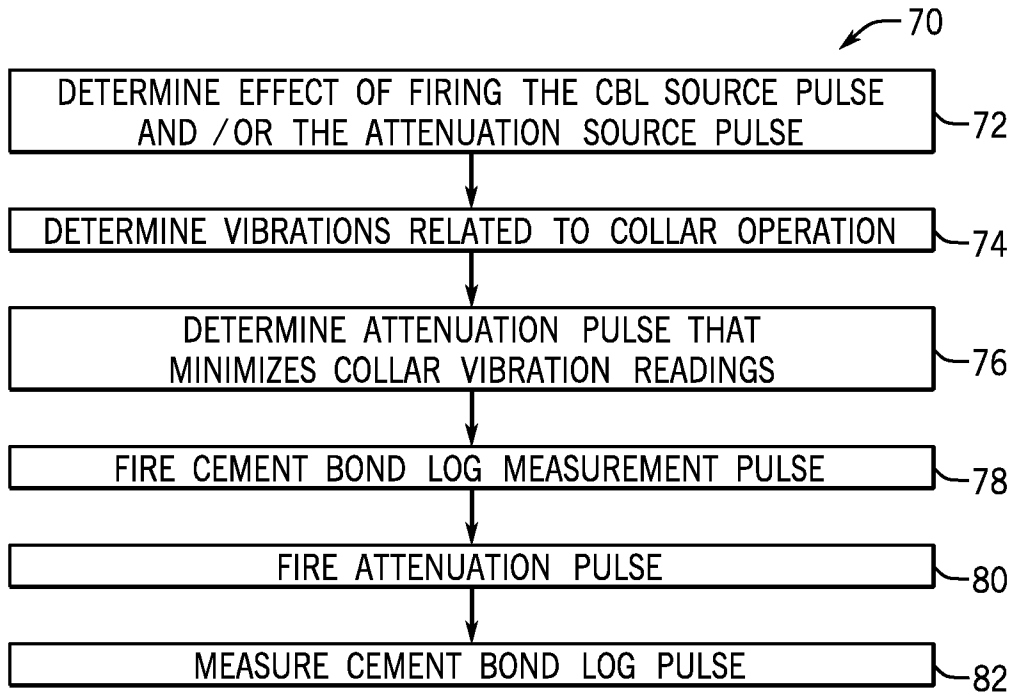 70
DETERMINE EFFECT OF FIRING THE CBL SOURCE PULSE
AND /OR THE ATTENUATION SOURCE PULSE
72
DETERMINE VIBRATIONS RELATED TO COLLAR OPERATION
74
DETERMINE ATTENUATION PULSE THAT
MINIMIZES COLLAR VIBRATION READINGS
76
FIRE CEMENT BOND LOG MEASUREMENT PULSE
78
FIRE ATTENUATION PULSE
80
MEASURE CEMENT BOND LOG PULSE
82